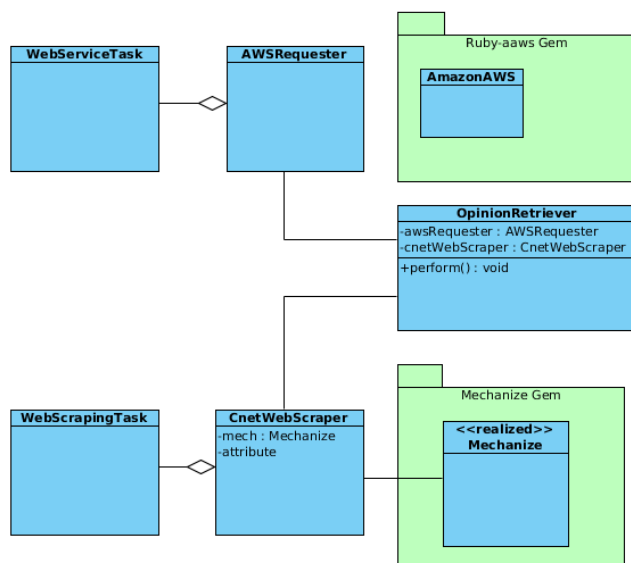 WebServiceTask
AWSRequester
Ruby-aaws Gem
AmazonAWS
OpinionRetriever
-awsRequester : AWSRequester
-cnetWebScraper : CnetWebScraper
+perform() : void
WebScrapingTask
CnetWebScraper
-mech : Mechanize
-attribute
Mechanize Gem
<<realized>>
Mechanize